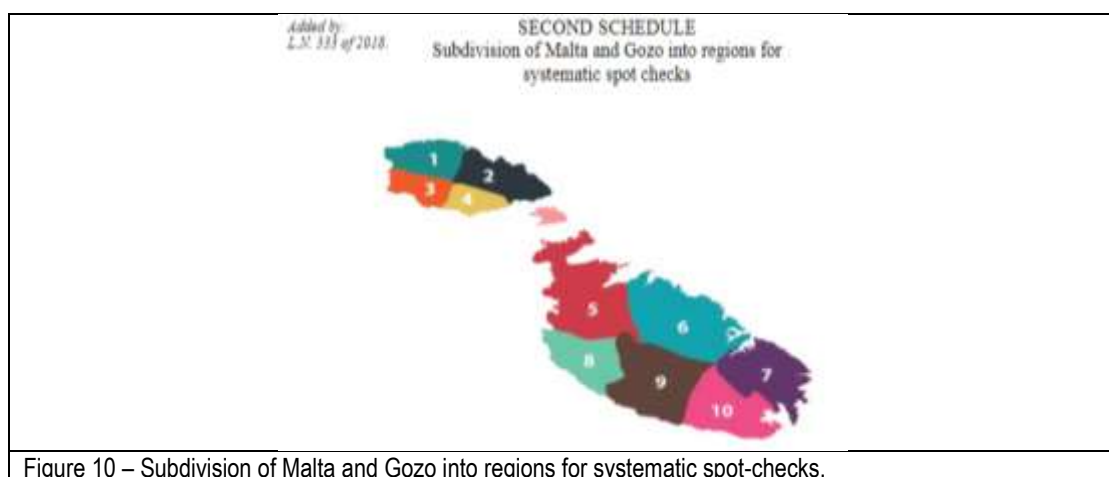 Added by:
L.N. 333 of 2018.
SECOND SCHEDULE
Subdivision of Malta and Gozo into regions for
systematic spot checks
1
2
3
4
5
6
7
8
9
10
Figure 10 – Subdivision of Malta and Gozo into regions for systematic spot-checks.